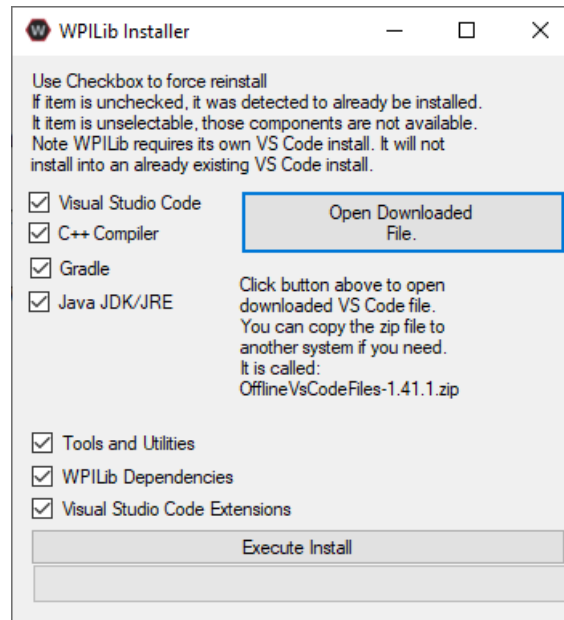 WPILib Installer
Use Checkbox to force reinstall
If item is unchecked, it was detected to already be installed.
It item is unselectable, those components are not available.
Note WPILib requires its own VS Code install. It will not
install into an already existing VS Code install.
Visual Studio Code
C++ Compiler
Gradle
Java JDK/JRE
Open Downloaded
File.
Click button above to open
downloaded VS Code file.
You can copy the zip file to
another system if you need.
It is called:
OfflineVsCodeFiles-1.41.1.zip
Tools and Utilities
WPILib Dependencies
Visual Studio Code Extensions
Execute Install